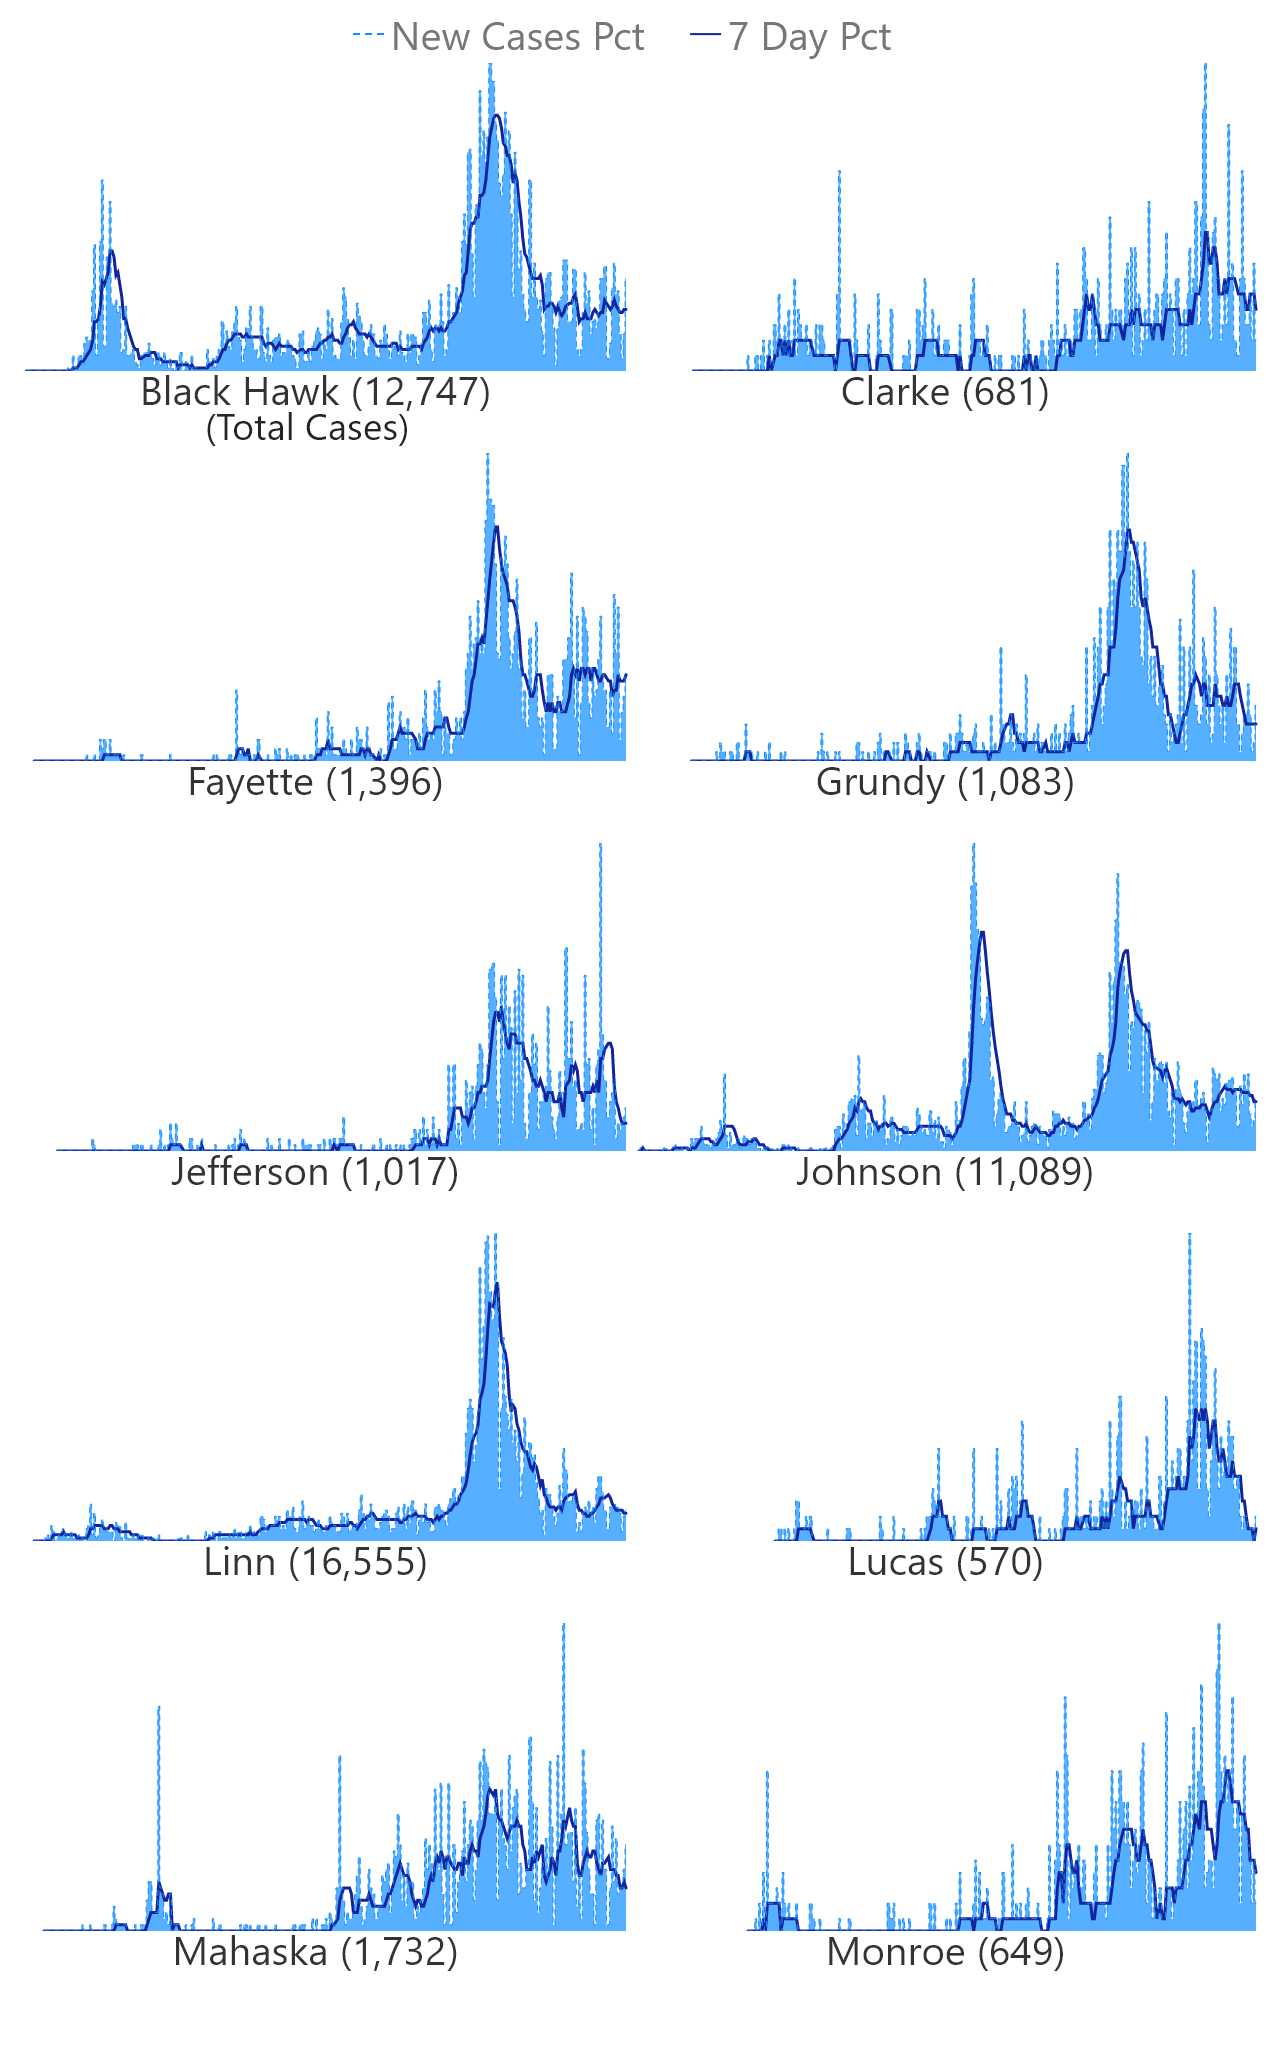 New Cases Pct 7 Day Pct
Black Hawk (12,747) Clarke (681)
(Total Cases)
Fayette (1,396) Grundy (1,083)
Jefferson (1,017) Johnson (11,089)
Linn (16,555) Lucas (570)
Mahaska (1,732) Monroe (649)